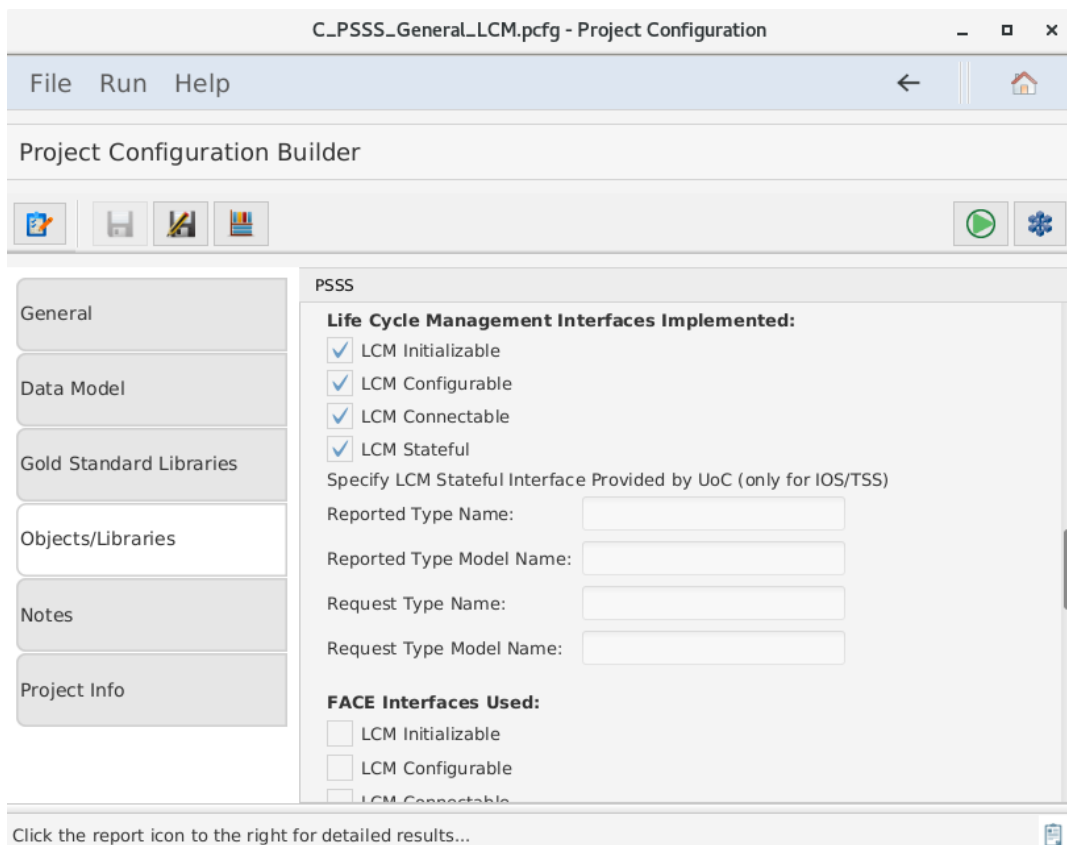 C_PSSS_General_LCM.pcfg - Project Configuration
File Run Help
Project Configuration Builder
General
Data Model
Gold Standard Libraries
Objects/Libraries
Notes
Project Info
PSSS
Life Cycle Management Interfaces Implemented:
LCM Initializable
LCM Configurable
LCM Connectable
LCM Stateful
Specify LCM Stateful Interface Provided by UoC (only for IOS/TSS)
Reported Type Name:
Reported Type Model Name:
Request Type Name:
Request Type Model Name:
FACE Interfaces Used:
LCM Initializable
LCM Configurable
LCM Connectable
Click the report icon to the right for detailed results...